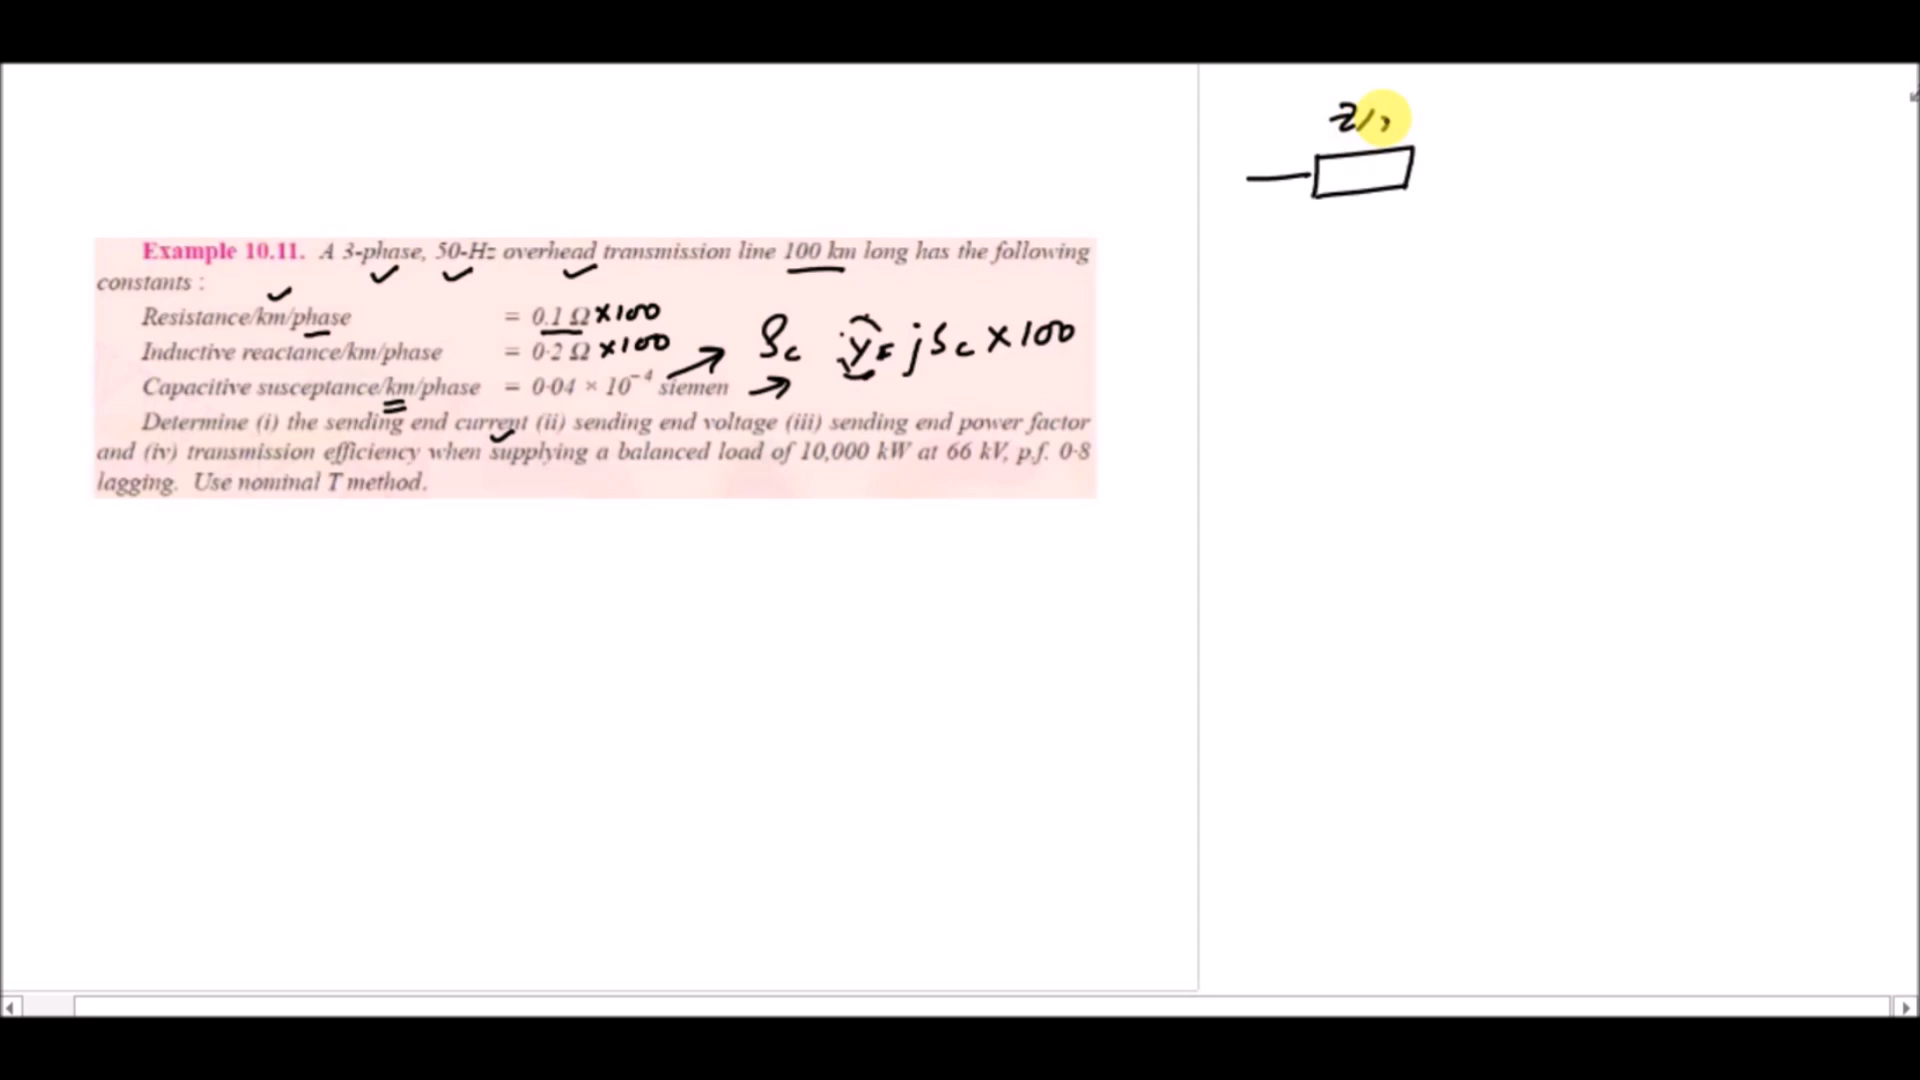 Z/
Example 10.11. A 3-phase, 50-Hz overhead transmission line 100 km long has the following
constants :
Resistance/km/phase = 0.1 Ω ×100
Inductive reactance/km/phase = 0·2 Ω ×100
Sc y = jSc × 100
Capacitive susceptance/km/phase = 0·04 × 10⁻⁴ siemen
Determine (i) the sending end current (ii) sending end voltage (iii) sending end power factor
and (iv) transmission efficiency when supplying a balanced load of 10,000 kW at 66 kV, p.f. 0·8
lagging. Use nominal T method.